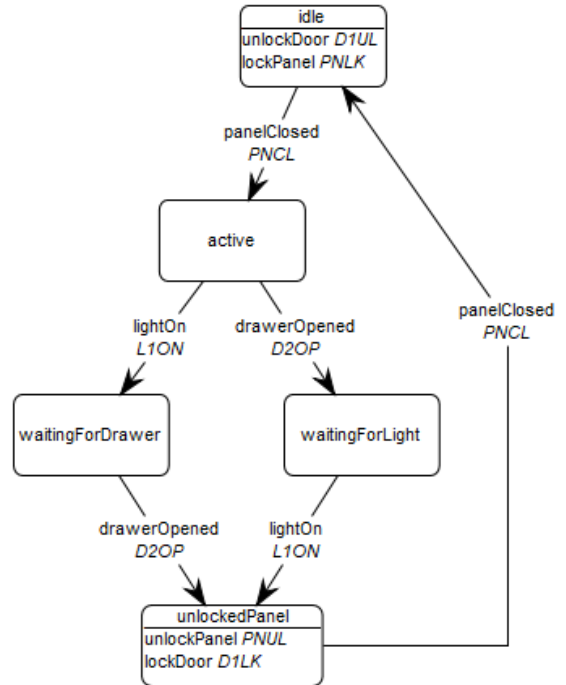 idle
unlockDoor D1UL
lockPanel PNLK
panelClosed
PNCL
active
panelClosed
PNCL
lightOn
L1ON
drawerOpened
D2OP
waitingForDrawer
waitingForLight
drawerOpened
D2OP
lightOn
L1ON
unlockedPanel
unlockPanel PNUL
lockDoor D1LK